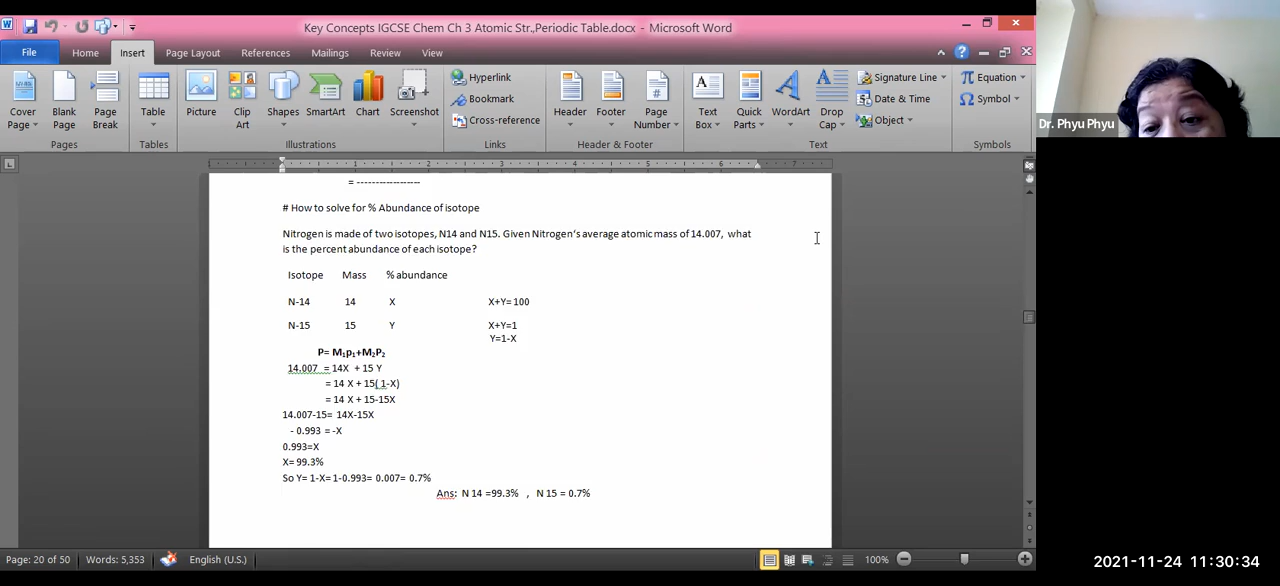 Key Concepts IGCSE Chem Ch 3 Atomic Str.,Periodic Table.docx - Microsoft Word
File Home Insert Page Layout References Mailings Review View
Cover Page Blank Page Page Break
Table
Picture Clip Art Shapes SmartArt Chart Screenshot
Hyperlink
Bookmark
Cross-reference
Header Footer Page Number
Text Box Quick Parts WordArt Drop Cap
Signature Line
Date & Time
Object
Equation
Symbol
Pages Tables Illustrations Links Header & Footer Text Symbols
Dr. Phyu Phyu
1 1 2 3 4 5 6 7
= ------------------
# How to solve for % Abundance of isotope
Nitrogen is made of two isotopes, N14 and N15. Given Nitrogen's average atomic mass of 14.007, what
is the percent abundance of each isotope?
Isotope Mass % abundance
N-14 14 X X+Y= 100
N-15 15 Y X+Y=1
Y=1-X
P= M₁p₁+M₂P₂
14.007 = 14X + 15 Y
= 14 X + 15( 1-X)
= 14 X + 15-15X
14.007-15= 14X-15X
- 0.993 = -X
0.993=X
X= 99.3%
So Y= 1-X= 1-0.993= 0.007= 0.7%
Ans: N 14 =99.3% , N 15 = 0.7%
Page: 20 of 50 Words: 5,353 English (U.S.) 100%
2021-11-24 11:30:34